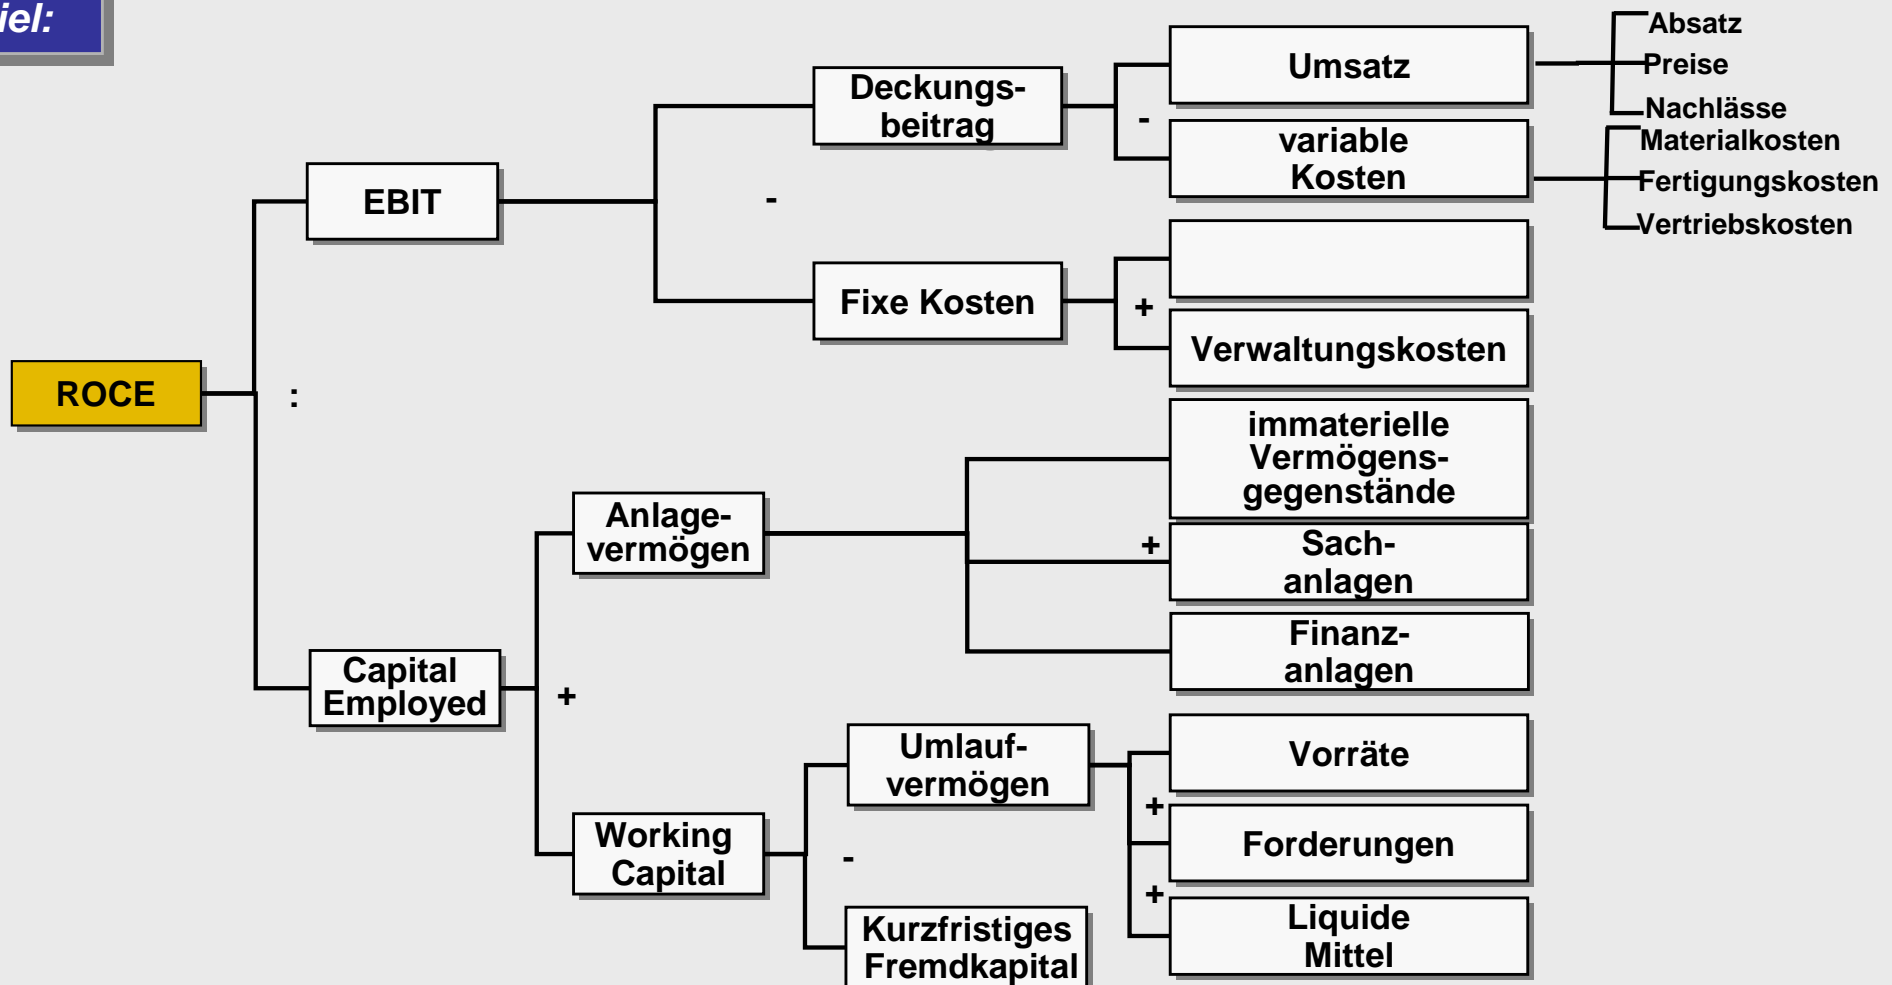 iel:
Absatz
Preise
Nachlässe
Materialkosten
Fertigungskosten
Vertriebskosten
Umsatz
Deckungs-
beitrag
-
variable
Kosten
EBIT
-
Fixe Kosten
+
Verwaltungskosten
ROCE
:
immaterielle
Vermögens-
gegenstände
Anlage-
vermögen
+
Sach-
anlagen
Finanz-
anlagen
Capital
Employed
+
Umlauf-
vermögen
Vorräte
+
Working
Capital
-
Forderungen
+
Kurzfristiges
Fremdkapital
Liquide
Mittel